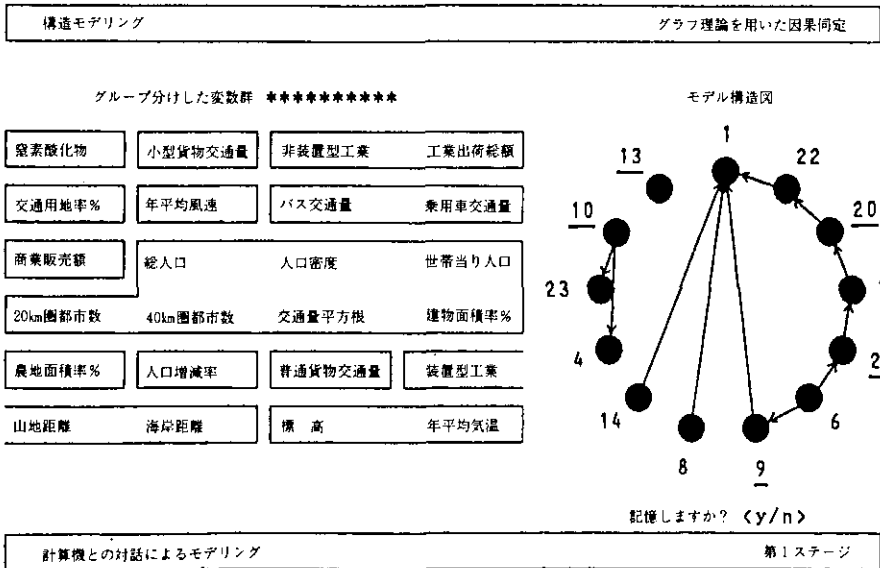 構造モデリング グラフ理論を用いた因果同定
グループ分けした変数群 ********** モデル構造図
窒素酸化物 小型貨物交通量 非装置型工業 工業出荷総額
交通用地率% 年平均風速 バス交通量 乗用車交通量
商業販売額 総人口 人口密度 世帯当り人口
20km圏都市数 40km圏都市数 交通量平方根 建物面積率%
農地面積率% 人口増減率 普通貨物交通量 装置型工業
山地距離 海岸距離 標 高 年平均気温
1
13 22
10 20
23
4 2
14 6
8 9
記憶しますか? <y/n>
計算機との対話によるモデリング 第1ステージ